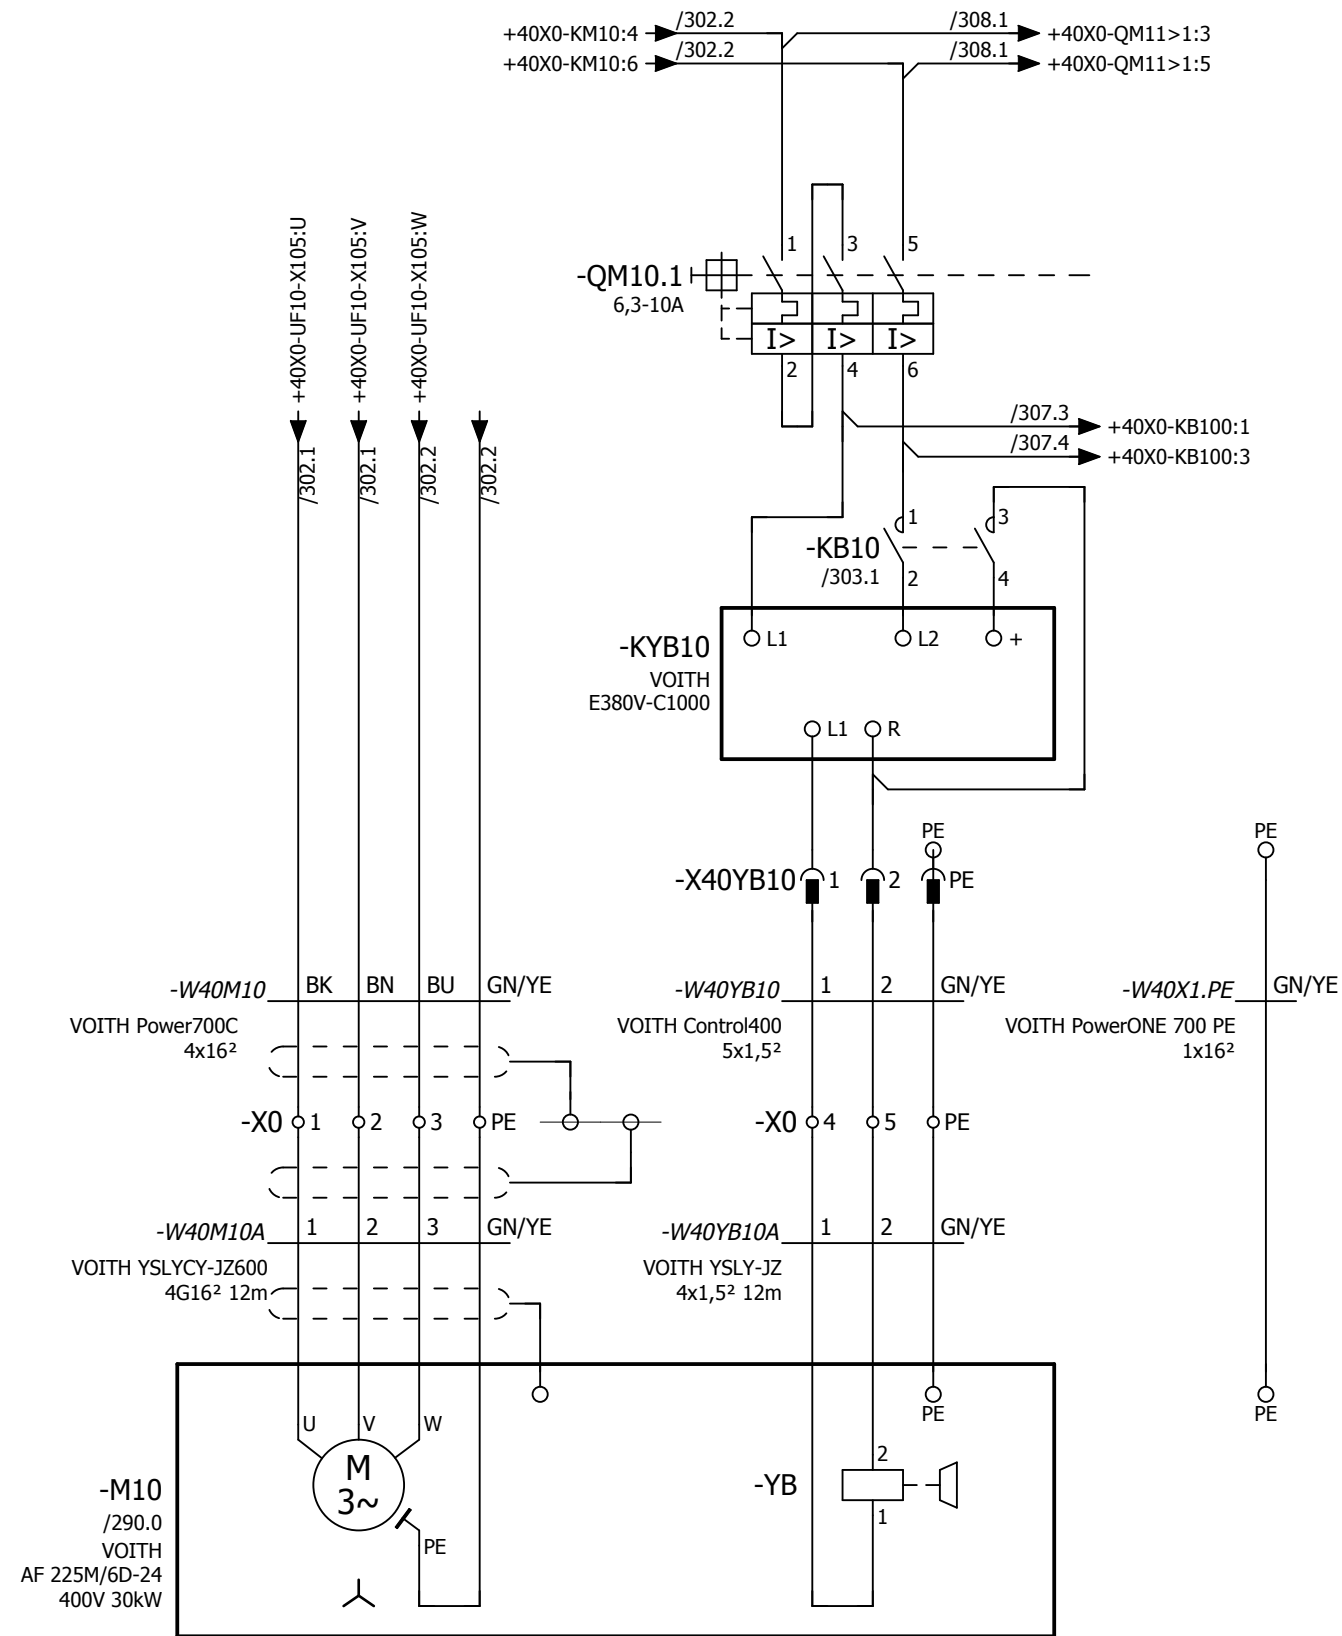 +40X0-KM10:4 /302.2 /308.1 +40X0-QM11>1:3
+40X0-KM10:6 /302.2 /308.1 +40X0-QM11>1:5
+40X0-UF10-X105:U
+40X0-UF10-X105:V
+40X0-UF10-X105:W
/302.1
/302.1
/302.2
/302.2
1 3 5
-QM10.1
6,3-10A
I> I> I>
2 4 6
/307.3 +40X0-KB100:1
/307.4 +40X0-KB100:3
1 3
-KB10
/303.1 2 4
L1 L2 +
-KYB10
VOITH
E380V-C1000
L1 R
PE PE
-X40YB10 1 2 PE
-W40M10 BK BN BU GN/YE
VOITH Power700C
4x16²
-W40YB10 1 2 GN/YE
VOITH Control400
5x1,5²
-W40X1.PE GN/YE
VOITH PowerONE 700 PE
1x16²
-X0 1 2 3 PE
-X0 4 5 PE
-W40M10A 1 2 3 GN/YE
VOITH YSLYCY-JZ600
4G16² 12m
-W40YB10A 1 2 GN/YE
VOITH YSLY-JZ
4x1,5² 12m
PE PE
U V W
M
3~
PE
-M10
/290.0
VOITH
AF 225M/6D-24
400V 30kW
2
-YB
1